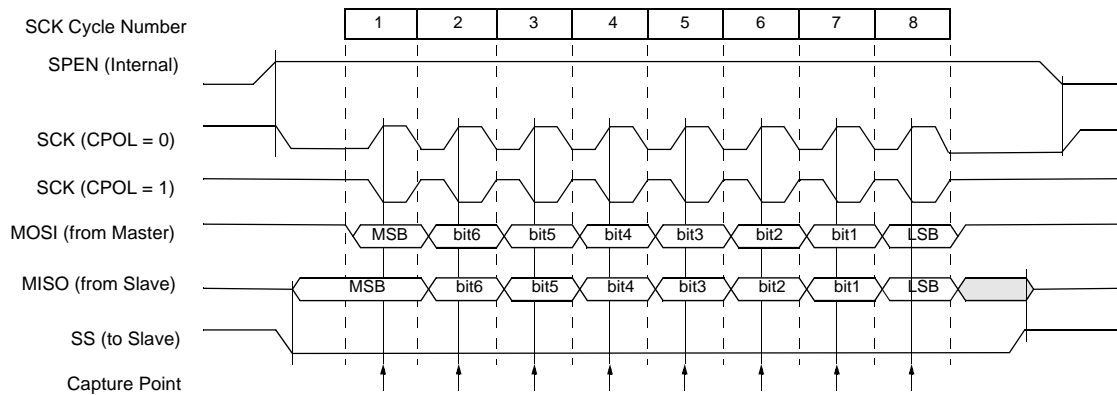 SCK Cycle Number 1 2 3 4 5 6 7 8
SPEN (Internal)
SCK (CPOL = 0)
SCK (CPOL = 1)
MOSI (from Master) MSB bit6 bit5 bit4 bit3 bit2 bit1 LSB
MISO (from Slave) MSB bit6 bit5 bit4 bit3 bit2 bit1 LSB
SS (to Slave)
Capture Point